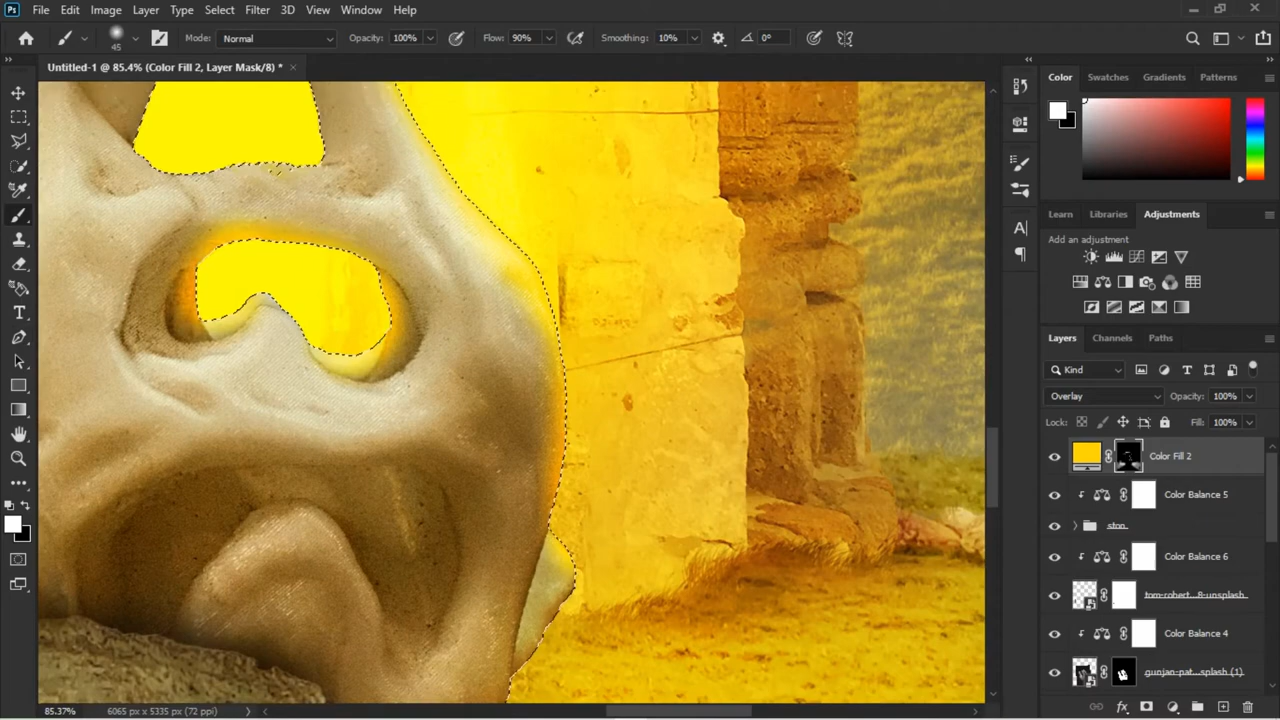 Ps File Edit Image Layer Type Select Filter 3D View Window Help
45 Mode: Normal Opacity: 100% Flow: 90% Smoothing: 10% 0°
Untitled-1 @ 85.4% (Color Fill 2, Layer Mask/8) *
Color Swatches Gradients Patterns
Learn Libraries Adjustments
Add an adjustment
Layers Channels Paths
Kind
Overlay Opacity: 100%
Lock: Fill: 100%
Color Fill 2
Color Balance 5
ston
Color Balance 6
tom-robert...8-unsplash
Color Balance 4
gunjan-pat...splash (1)
85.37% 6065 px x 5335 px (72 ppi)